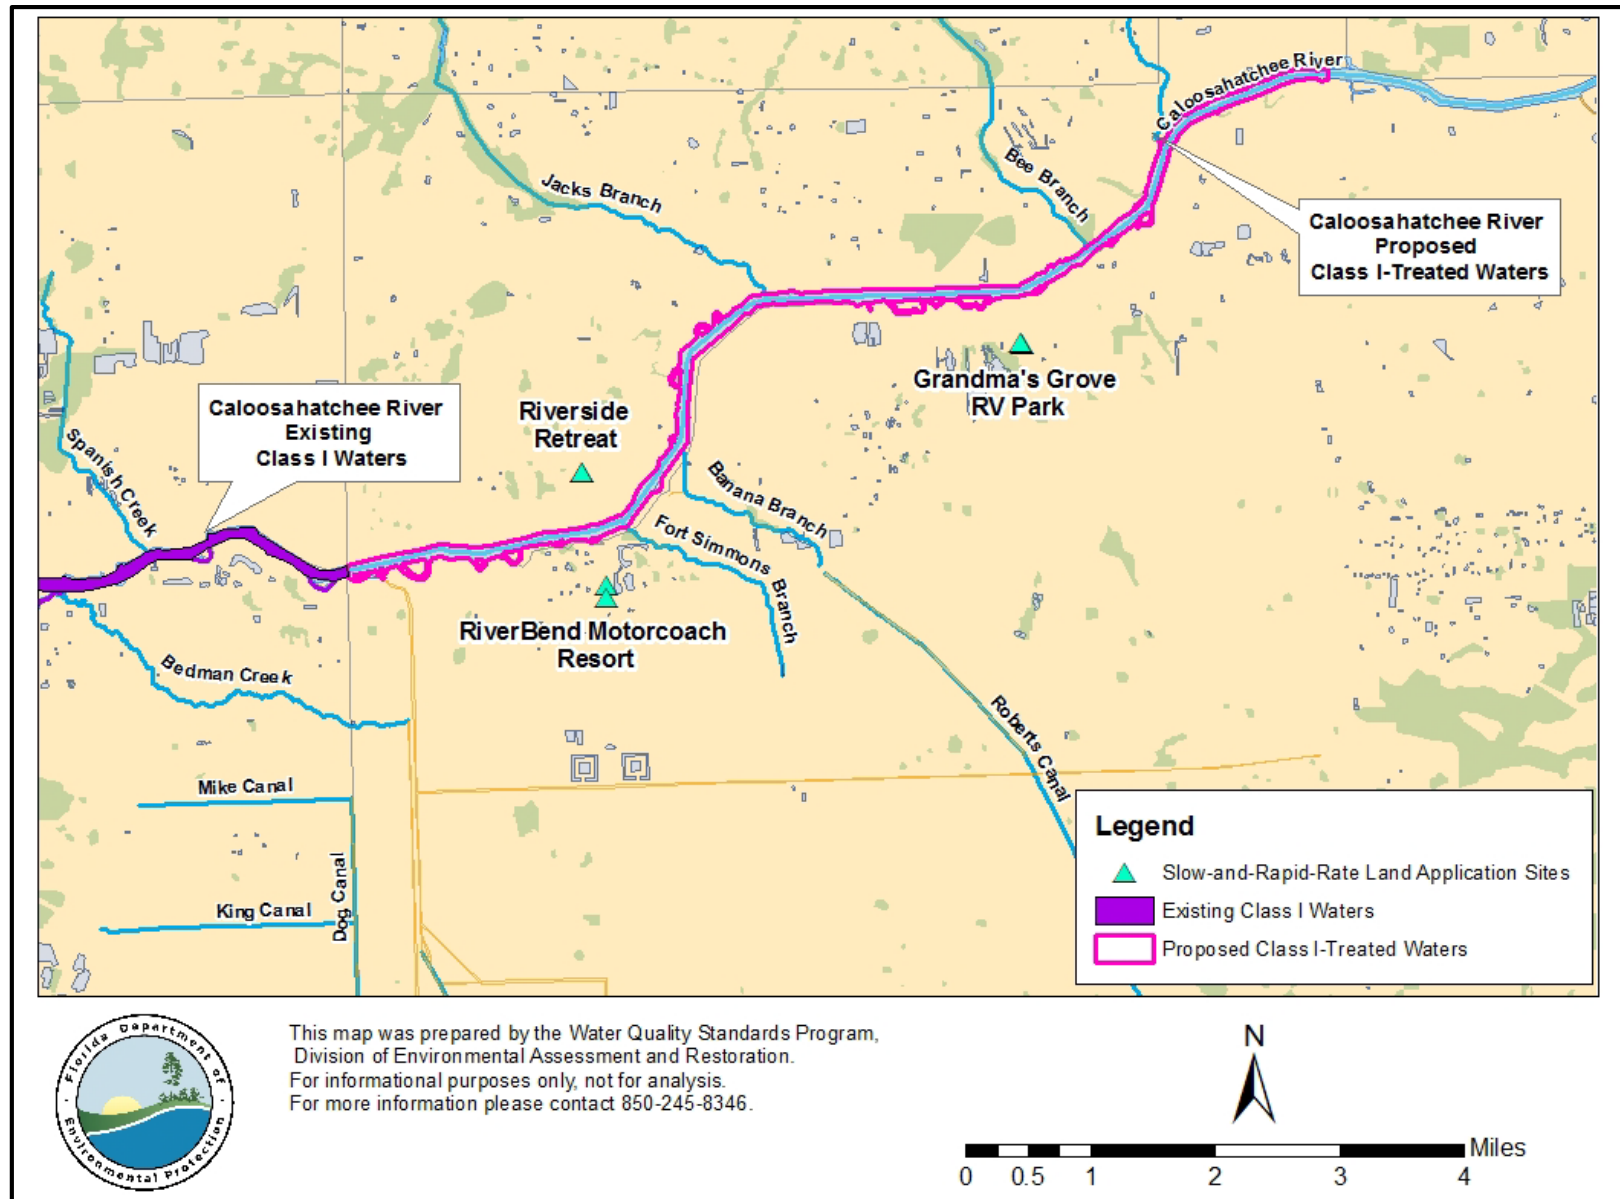 Caloosahatchee River
Jacks Branch
Bee Branch
Caloosahatchee River
Proposed
Class I-Treated Waters
Grandma's Grove
RV Park
Riverside
Retreat
Caloosahatchee River
Existing
Class I Waters
Spanish Creek
Banana Branch
Fort Simmons Branch
RiverBend Motorcoach
Resort
Bedman Creek
Roberts Canal
Mike Canal
Dog Canal
King Canal
Legend
Slow-and-Rapid-Rate Land Application Sites
Existing Class I Waters
Proposed Class I-Treated Waters
Florida Department of
Environmental Protection
This map was prepared by the Water Quality Standards Program,
Division of Environmental Assessment and Restoration.
For informational purposes only, not for analysis.
For more information please contact 850-245-8346.
N
Miles
0 0.5 1 2 3 4